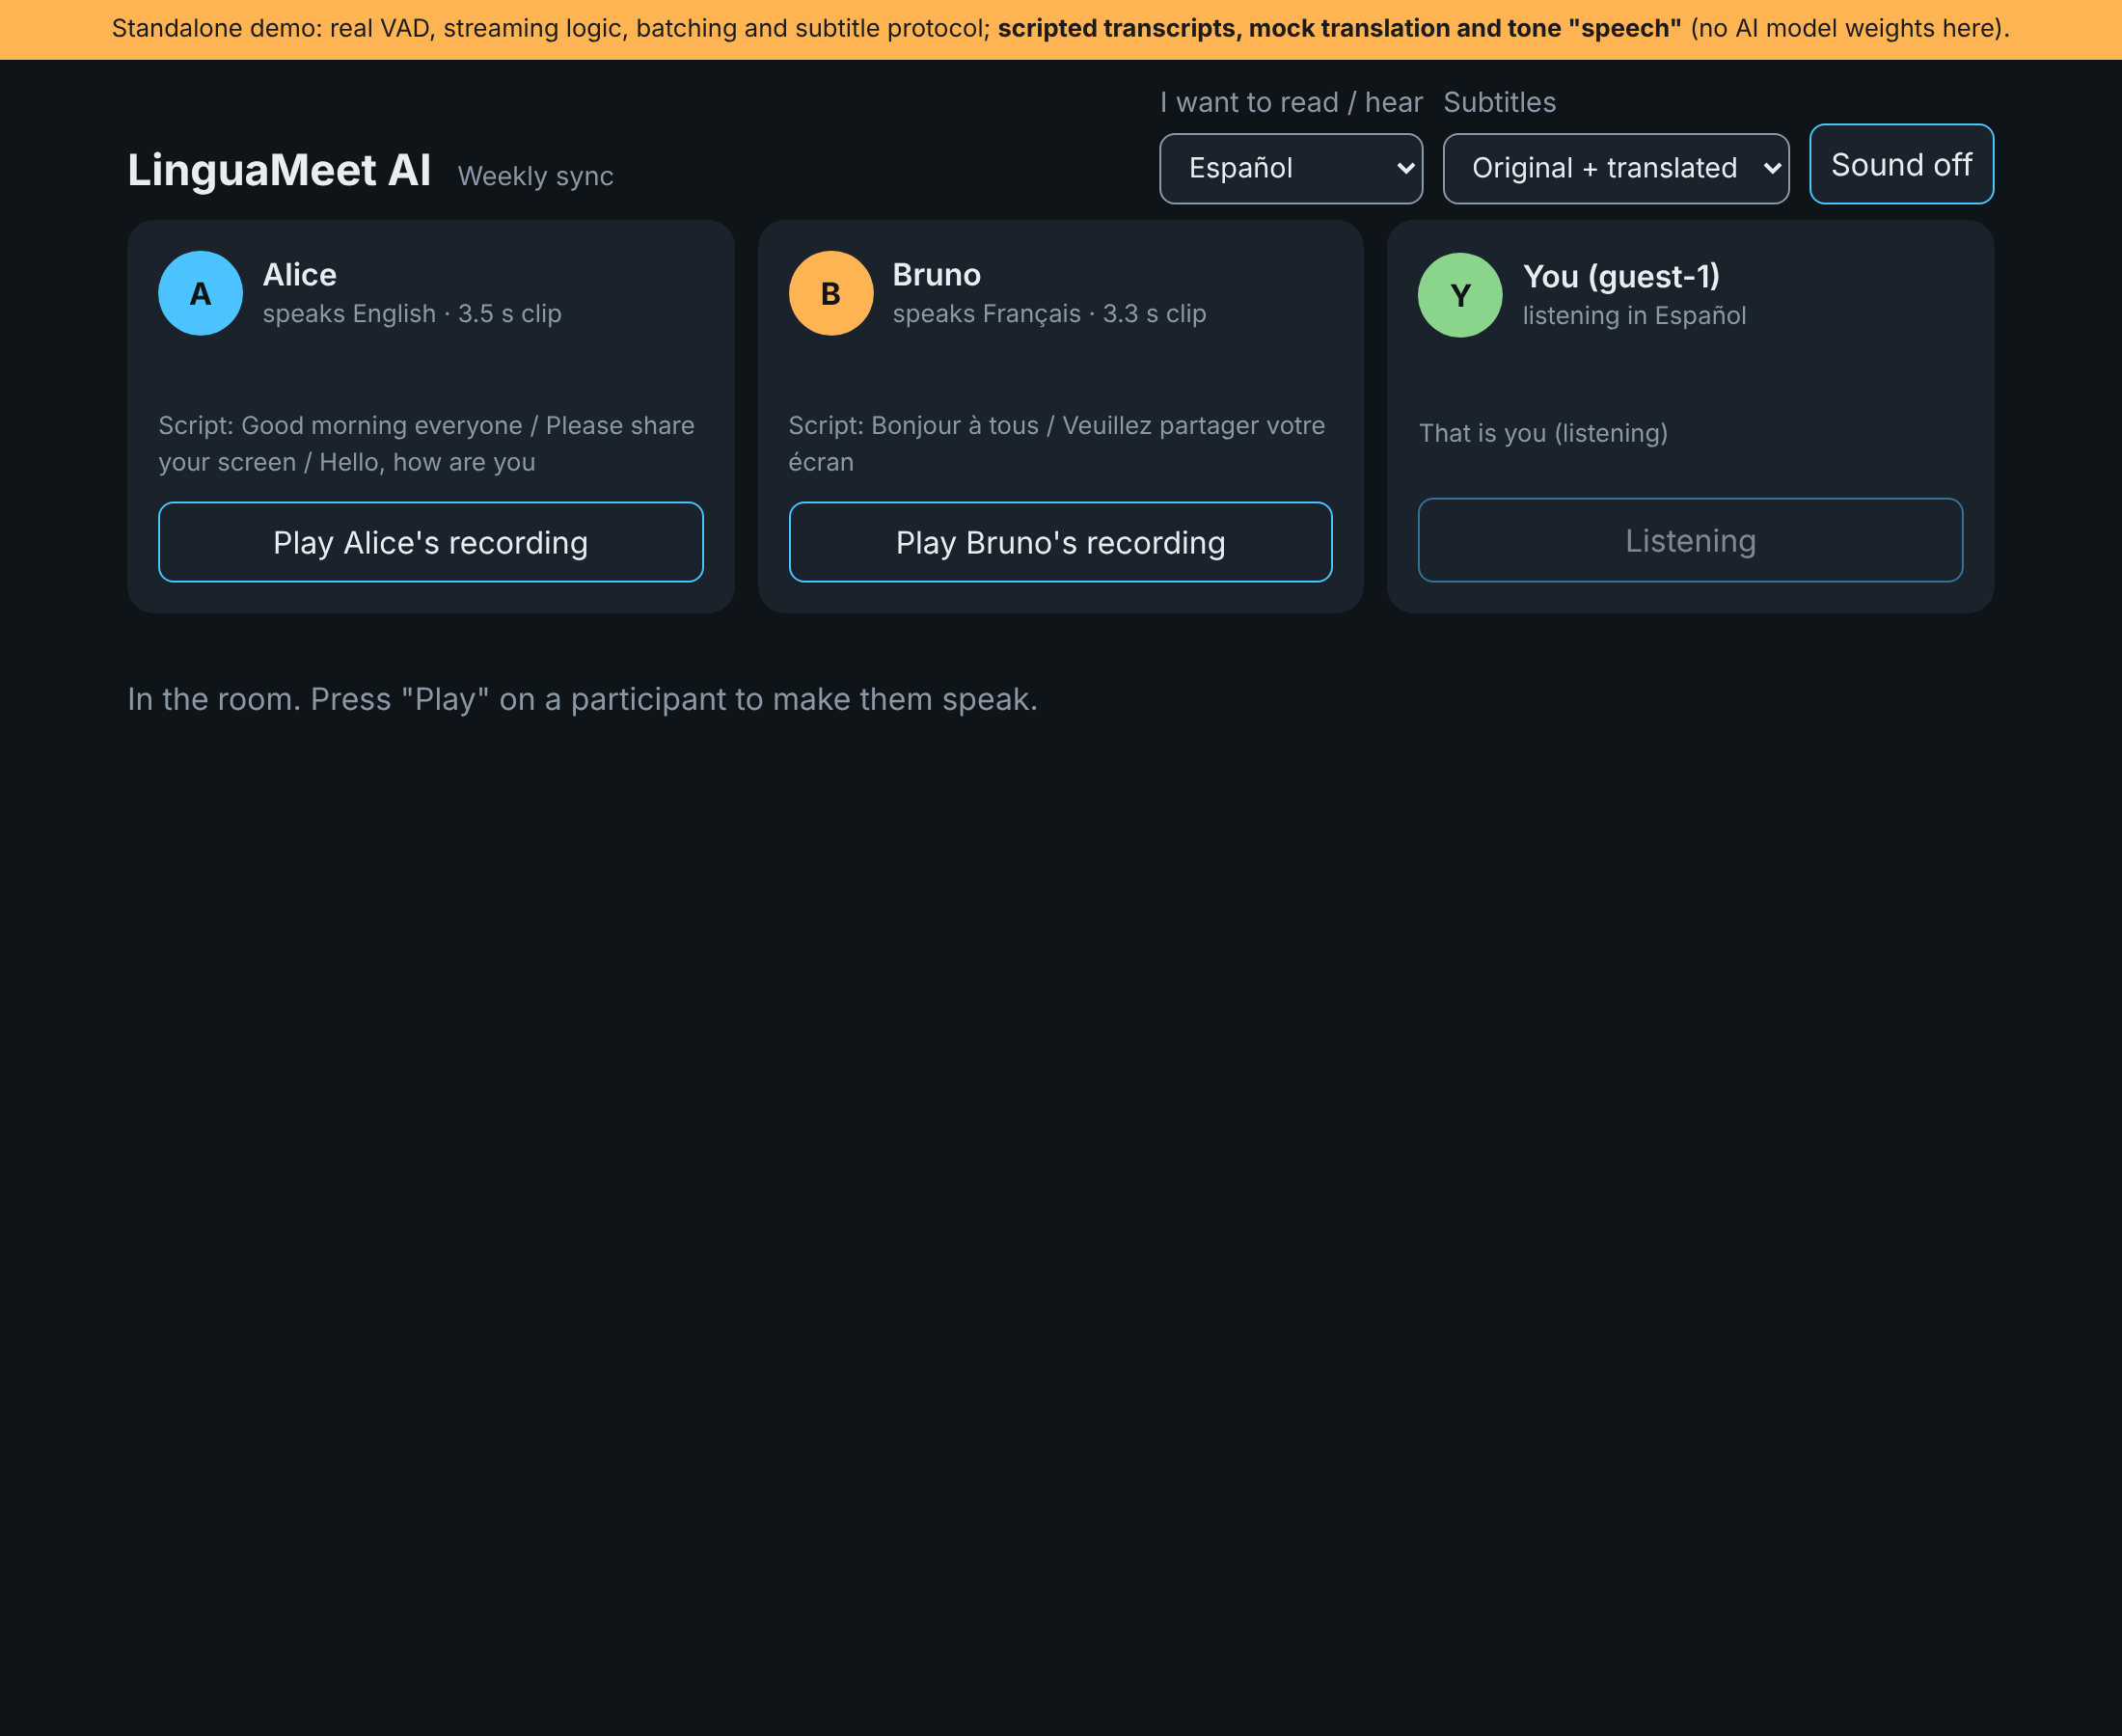 Standalone demo: real VAD, streaming logic, batching and subtitle protocol; scripted transcripts, mock translation and tone "speech" (no AI model weights here).
I want to read / hear
Subtitles
LinguaMeet AI
Weekly sync
Español
Original + translated
Sound off
A
Alice
speaks English · 3.5 s clip
Script: Good morning everyone / Please share
your screen / Hello, how are you
Play Alice's recording
B
Bruno
speaks Français · 3.3 s clip
Script: Bonjour à tous / Veuillez partager votre
écran
Play Bruno's recording
Y
You (guest-1)
listening in Español
That is you (listening)
Listening
In the room. Press "Play" on a participant to make them speak.